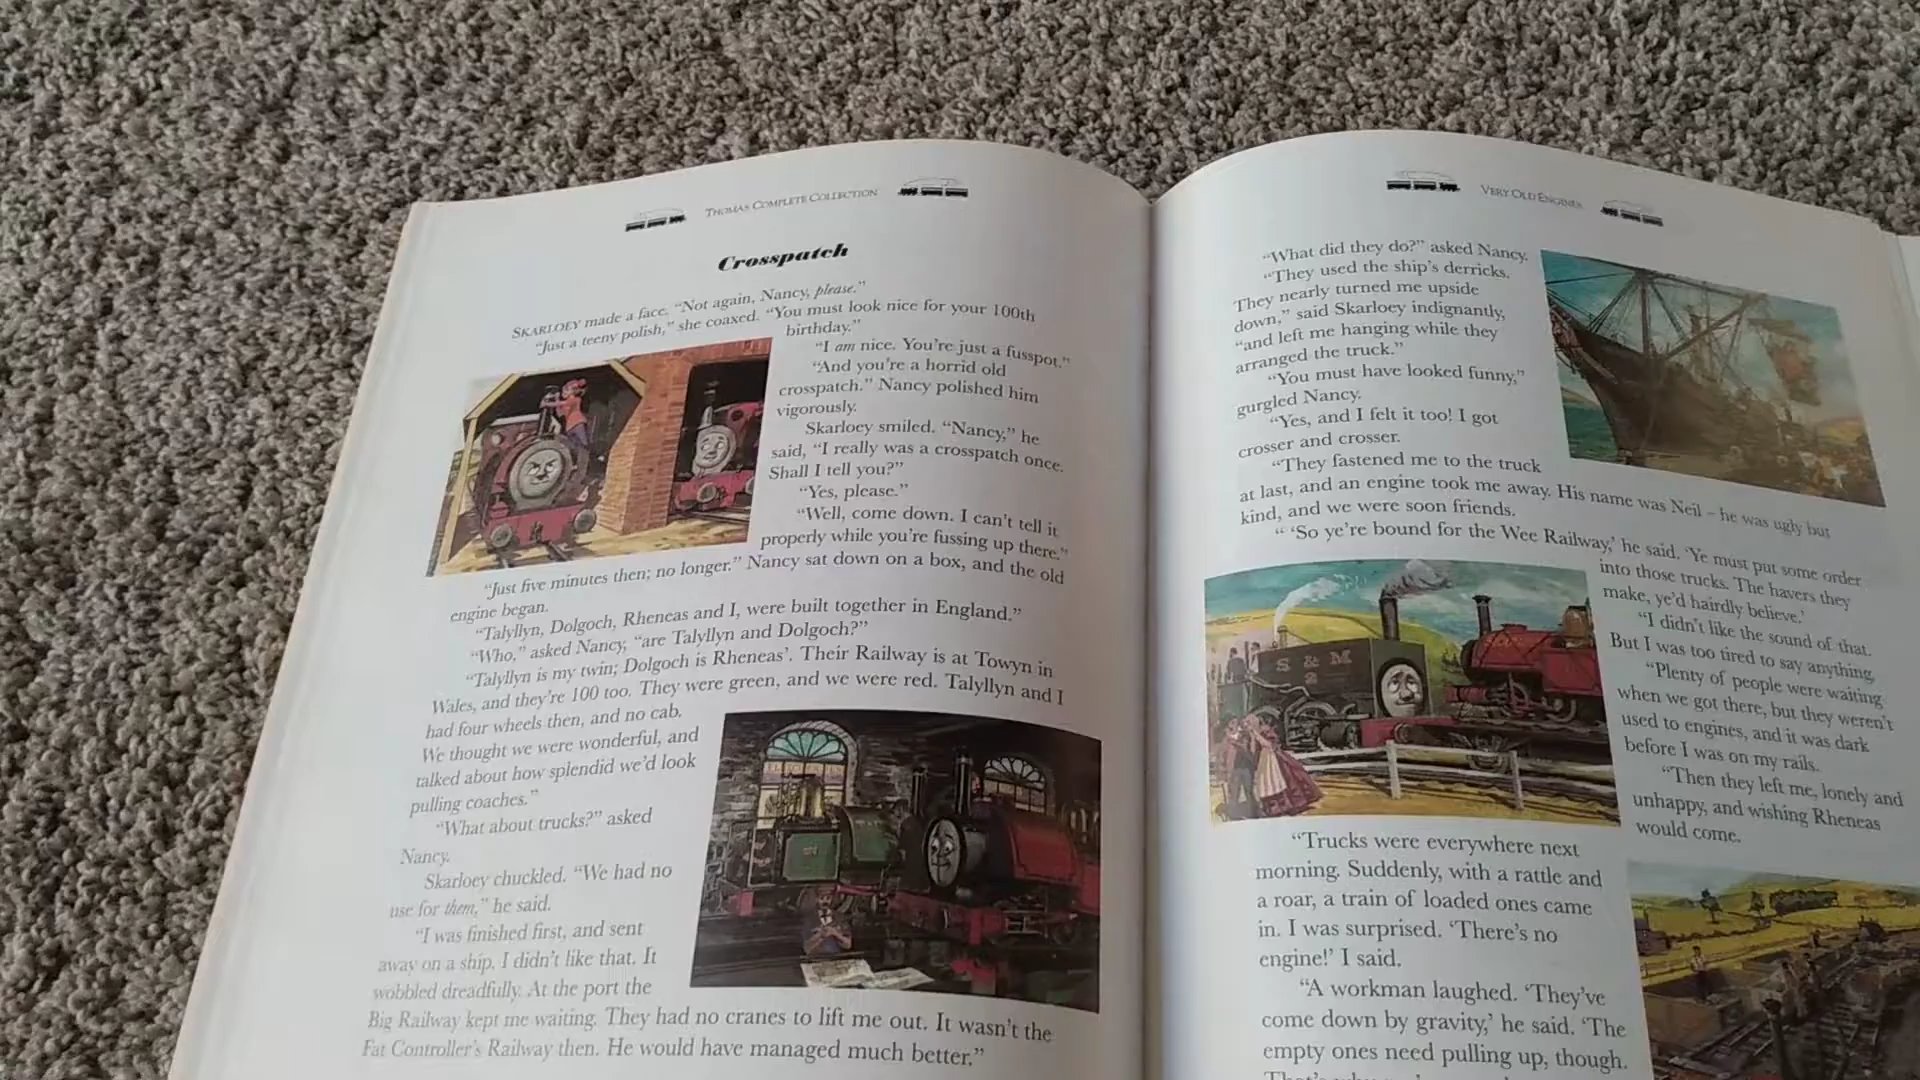 THOMAS COMPLETE COLLECTION
Crosspatch
SKARLOEY made a face. “Not again, Nancy, please.”
“Just a teeny polish,” she coaxed. “You must look nice for your 100th
birthday.”
“I am nice. You’re just a fusspot.”
“And you’re a horrid old
crosspatch.” Nancy polished him
vigorously.
Skarloey smiled. “Nancy,” he
said, “I really was a crosspatch once.
Shall I tell you?”
“Yes, please.”
“Well, come down. I can’t tell it
properly while you’re fussing up there.”
“Just five minutes then; no longer.” Nancy sat down on a box, and the old
engine began.
“Talyllyn, Dolgoch, Rheneas and I, were built together in England.”
“Who,” asked Nancy, “are Talyllyn and Dolgoch?”
“Talyllyn is my twin; Dolgoch is Rheneas’. Their Railway is at Towyn in
Wales, and they’re 100 too. They were green, and we were red. Talyllyn and I
had four wheels then, and no cab.
We thought we were wonderful, and
talked about how splendid we’d look
pulling coaches.”
“What about trucks?” asked
Nancy.
Skarloey chuckled. “We had no
use for them,” he said.
“I was finished first, and sent
away on a ship. I didn’t like that. It
wobbled dreadfully. At the port the
Big Railway kept me waiting. They had no cranes to lift me out. It wasn’t the
Fat Controller’s Railway then. He would have managed much better.”
VERY OLD ENGINES
“What did they do?” asked Nancy.
“They used the ship’s derricks.
They nearly turned me upside
down,” said Skarloey indignantly,
“and left me hanging while they
arranged the truck.”
“You must have looked funny,”
gurgled Nancy.
“Yes, and I felt it too! I got
crosser and crosser.
“They fastened me to the truck
at last, and an engine took me away. His name was Neil – he was ugly but
kind, and we were soon friends.
“ ‘So ye’re bound for the Wee Railway,’ he said. ‘Ye must put some order
into those trucks. The havers they
make, ye’d hairdly believe.’
“I didn’t like the sound of that.
But I was too tired to say anything.
“Plenty of people were waiting
when we got there, but they weren’t
used to engines, and it was dark
before I was on my rails.
“Then they left me, lonely and
unhappy, and wishing Rheneas
would come.
S & M
2
“Trucks were everywhere next
morning. Suddenly, with a rattle and
a roar, a train of loaded ones came
in. I was surprised. ‘There’s no
engine!’ I said.
“A workman laughed. ‘They’ve
come down by gravity,’ he said. ‘The
empty ones need pulling up, though.